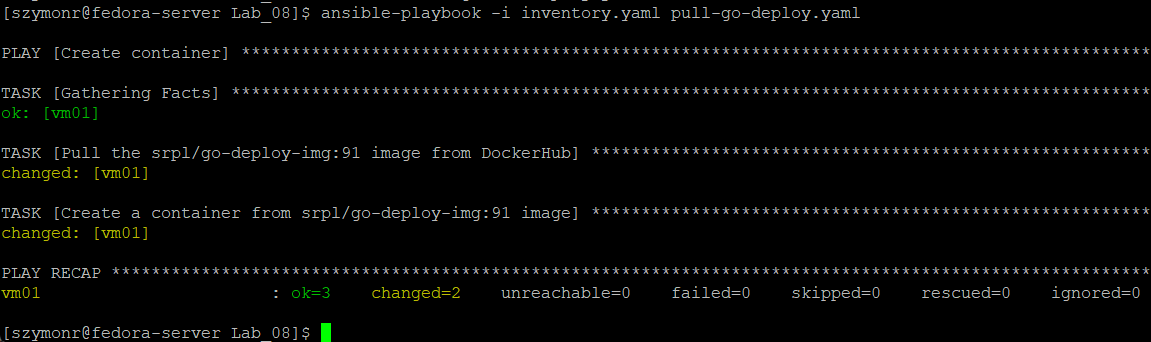 [szymonr@fedora-server Lab_08]$ ansible-playbook -i inventory.yaml pull-go-deploy.yaml
PLAY [Create container] *******************************************************************************************
TASK [Gathering Facts] ********************************************************************************************
ok: [vm01]
TASK [Pull the srpl/go-deploy-img:91 image from DockerHub] ********************************************************
changed: [vm01]
TASK [Create a container from srpl/go-deploy-img:91 image] ********************************************************
changed: [vm01]
PLAY RECAP ********************************************************************************************************
vm01                       : ok=3    changed=2    unreachable=0    failed=0    skipped=0    rescued=0    ignored=0
[szymonr@fedora-server Lab_08]$